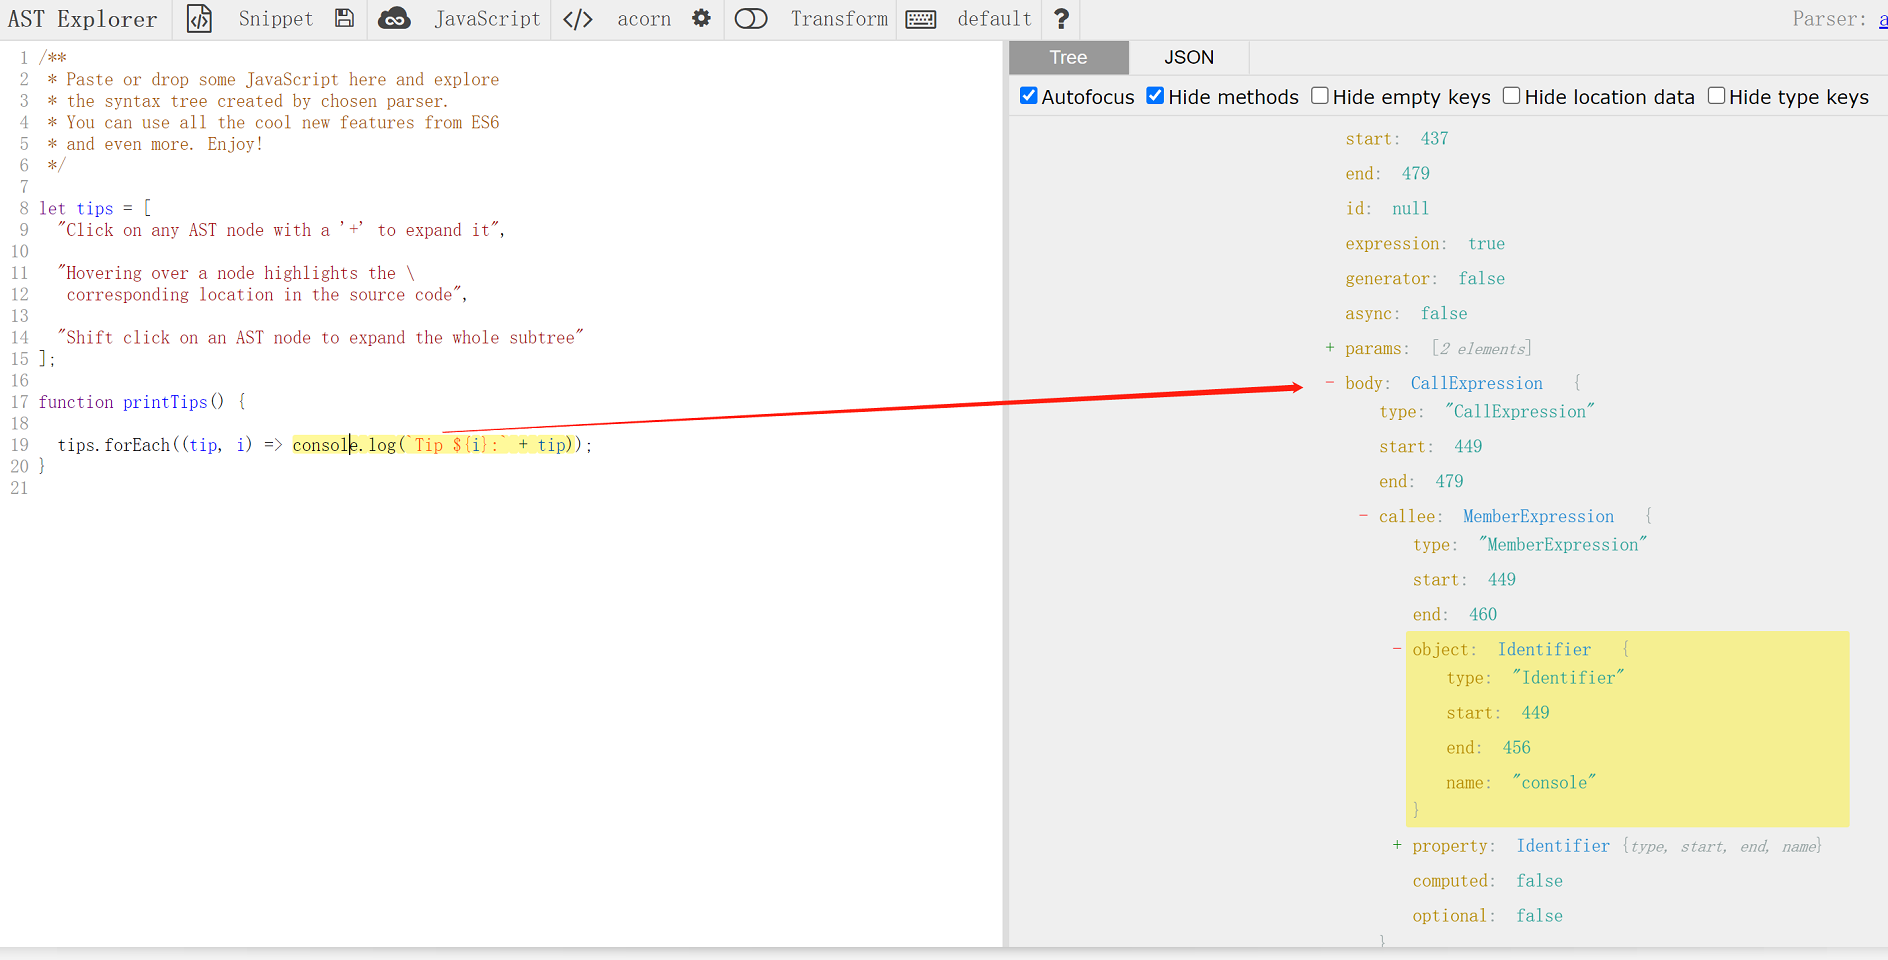 AST Explorer Snippet JavaScript </> acorn Transform default ? Parser: a
1 /**
2  * Paste or drop some JavaScript here and explore
3  * the syntax tree created by chosen parser.
4  * You can use all the cool new features from ES6
5  * and even more. Enjoy!
6  */
7
8 let tips = [
9   "Click on any AST node with a '+' to expand it",
10
11   "Hovering over a node highlights the \
12    corresponding location in the source code",
13
14   "Shift click on an AST node to expand the whole subtree"
15 ];
16
17 function printTips() {
18
19   tips.forEach((tip, i) => console.log(`Tip ${i}:` + tip));
20 }
21
Tree JSON
Autofocus Hide methods Hide empty keys Hide location data Hide type keys
start: 437
end: 479
id: null
expression: true
generator: false
async: false
+ params: [2 elements]
- body: CallExpression {
type: "CallExpression"
start: 449
end: 479
- callee: MemberExpression {
type: "MemberExpression"
start: 449
end: 460
- object: Identifier {
type: "Identifier"
start: 449
end: 456
name: "console"
}
+ property: Identifier {type, start, end, name}
computed: false
optional: false
}